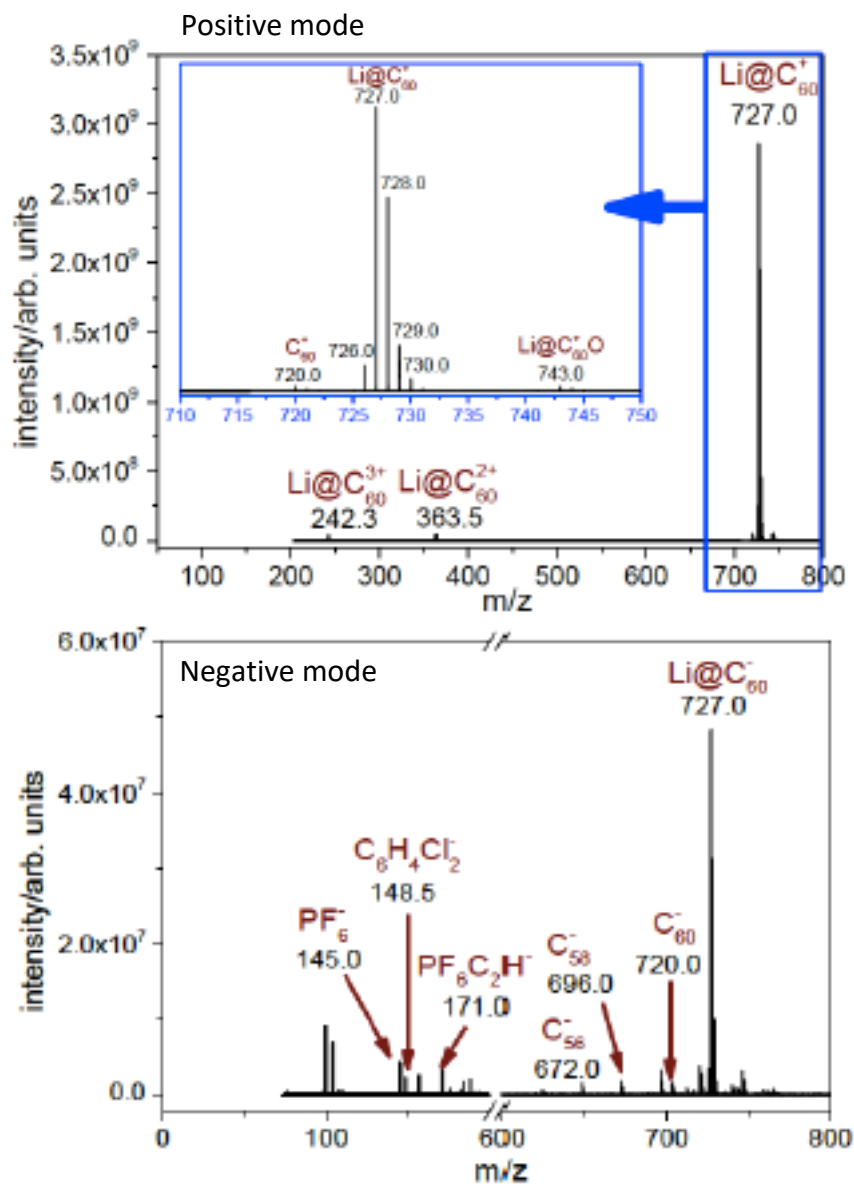 Positive mode
3.5x10⁹
3.0x10⁹
2.5x10⁹
2.0x10⁹
1.5x10⁹
1.0x10⁹
5.0x10⁸
0.0
intensity/arb. units
Li@C₆₀⁺
727.0
Li@C₆₀⁺
727.0
728.0
729.0
726.0
730.0
C₆₀⁺
720.0
Li@C₆₀⁺O
743.0
710 715 720 725 730 735 740 745 750
Li@C₆₀³⁺
242.3
Li@C₆₀²⁺
363.5
100 200 300 400 500 600 700 800
m/z
Negative mode
6.0x10⁷
4.0x10⁷
2.0x10⁷
0.0
intensity/arb. units
Li@C₆₀⁻
727.0
C₆H₄Cl₂⁻
148.5
PF₆⁻
145.0
PF₆C₂H⁻
171.0
C₅₈⁻
696.0
C₆₀⁻
720.0
C₅₆⁻
672.0
0 100 600 700 800
m/z